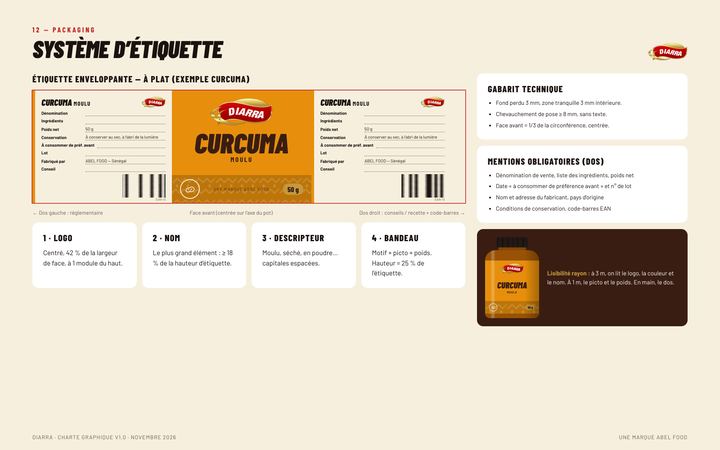 12 — PACKAGING
SYSTÈME D'ÉTIQUETTE
DIARRA
ÉTIQUETTE ENVELOPPANTE — À PLAT (EXEMPLE CURCUMA)
CURCUMA MOULU
DIARRA
Dénomination
Ingrédients
Poids net 50 g
Conservation À conserver au sec, à l'abri de la lumière
À consommer de préf. avant
Lot
Fabriqué par ABEL FOOD — Sénégal
Conseil
DIARRA
CURCUMA
MOULU
50 g
CURCUMA MOULU
DIARRA
Dénomination
Ingrédients
Poids net 50 g
Conservation À conserver au sec, à l'abri de la lumière
À consommer de préf. avant
Lot
Fabriqué par ABEL FOOD — Sénégal
Conseil
← Dos gauche : réglementaire
Face avant (centrée sur l'axe du pot)
Dos droit : conseils / recette + code-barres →
1 · LOGO
Centré, 42 % de la largeur
de face, à 1 module du haut.
2 · NOM
Le plus grand élément : ≥ 18
% de la hauteur d'étiquette.
3 · DESCRIPTEUR
Moulu, séché, en poudre…
capitales espacées.
4 · BANDEAU
Motif + picto + poids.
Hauteur = 25 % de
l'étiquette.
GABARIT TECHNIQUE
• Fond perdu 3 mm, zone tranquille 3 mm intérieure.
• Chevauchement de pose ≥ 8 mm, sans texte.
• Face avant = 1/3 de la circonférence, centrée.
MENTIONS OBLIGATOIRES (DOS)
• Dénomination de vente, liste des ingrédients, poids net
• Date « à consommer de préférence avant » et n° de lot
• Nom et adresse du fabricant, pays d'origine
• Conditions de conservation, code-barres EAN
DIARRA
CURCUMA
MOULU
Lisibilité rayon : à 3 m, on lit le logo, la couleur et
le nom. À 1 m, le picto et le poids. En main, le dos.
DIARRA · CHARTE GRAPHIQUE V1.0 · NOVEMBRE 2026
UNE MARQUE ABEL FOOD